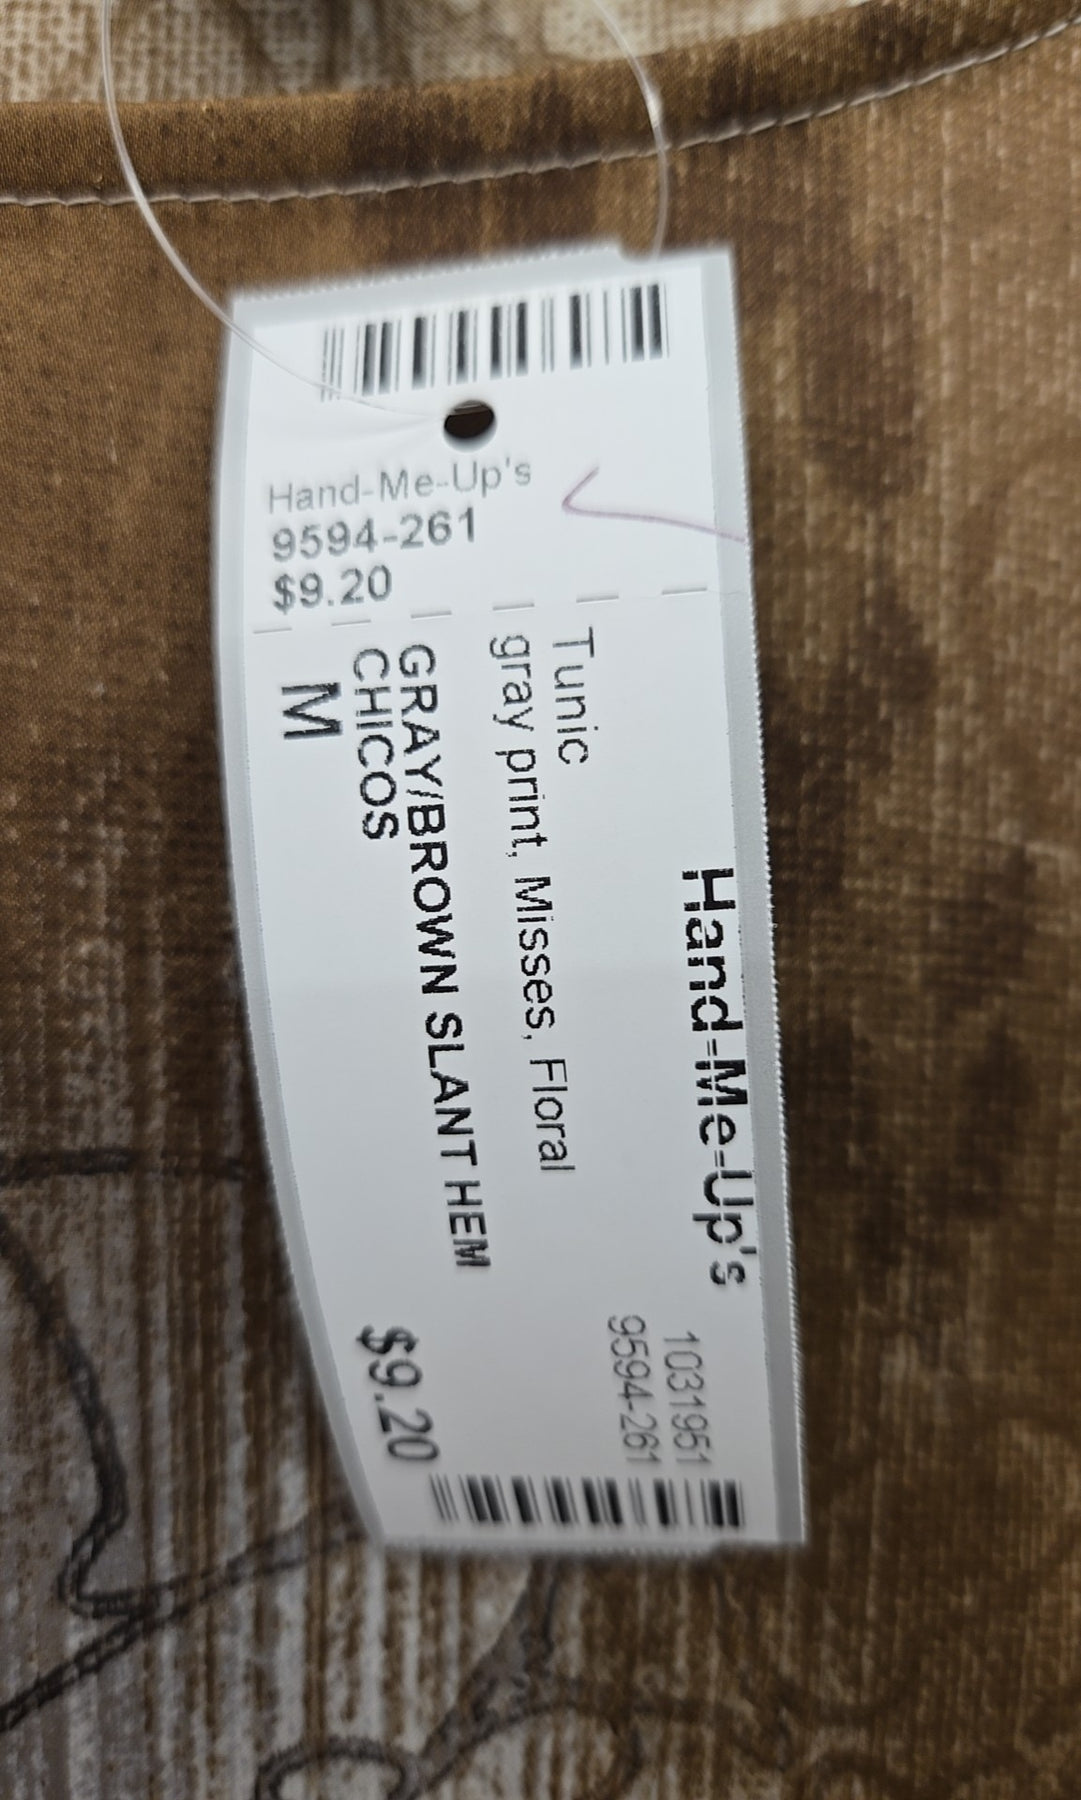 Hand-Me-Up's
9594-261
$9.20
Hand-Me-Up's
1031951
9594-261
Tunic
gray print, Misses, Floral
GRAY/BROWN SLANT HEM
CHICOS
M
$9.20